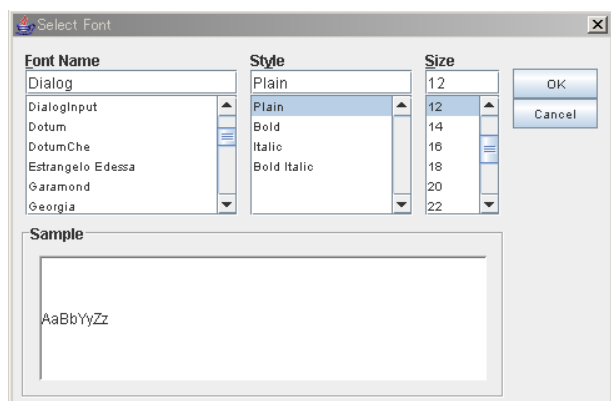 Select Font
Font Name
Dialog
DialogInput
Dotum
DotumChe
Estrangelo Edessa
Garamond
Georgia
Style
Plain
Plain
Bold
Italic
Bold Italic
Size
12
12
14
16
18
20
22
OK
Cancel
Sample
AaBbYyZz